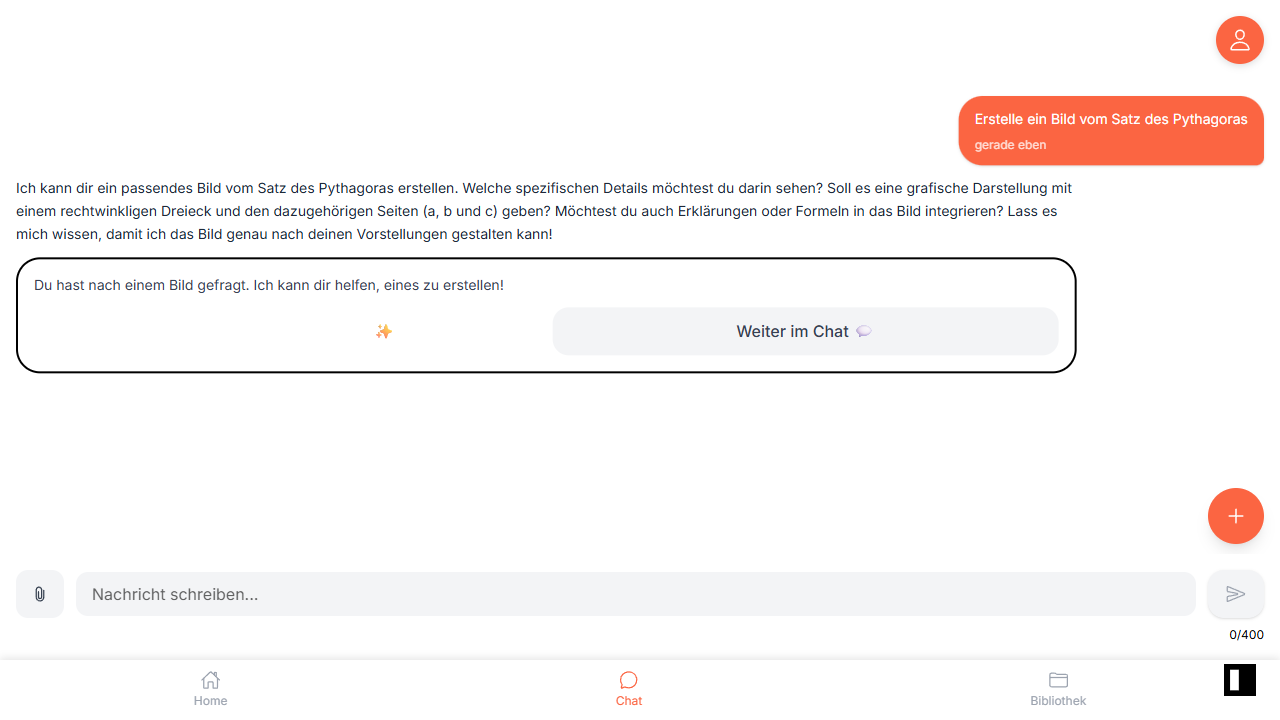 Erstelle ein Bild vom Satz des Pythagoras
gerade eben
Ich kann dir ein passendes Bild vom Satz des Pythagoras erstellen. Welche spezifischen Details möchtest du darin sehen? Soll es eine grafische Darstellung mit
einem rechtwinkligen Dreieck und den dazugehörigen Seiten (a, b und c) geben? Möchtest du auch Erklärungen oder Formeln in das Bild integrieren? Lass es
mich wissen, damit ich das Bild genau nach deinen Vorstellungen gestalten kann!
Du hast nach einem Bild gefragt. Ich kann dir helfen, eines zu erstellen!
✨
Weiter im Chat 💬
Nachricht schreiben...
0/400
Home
Chat
Bibliothek